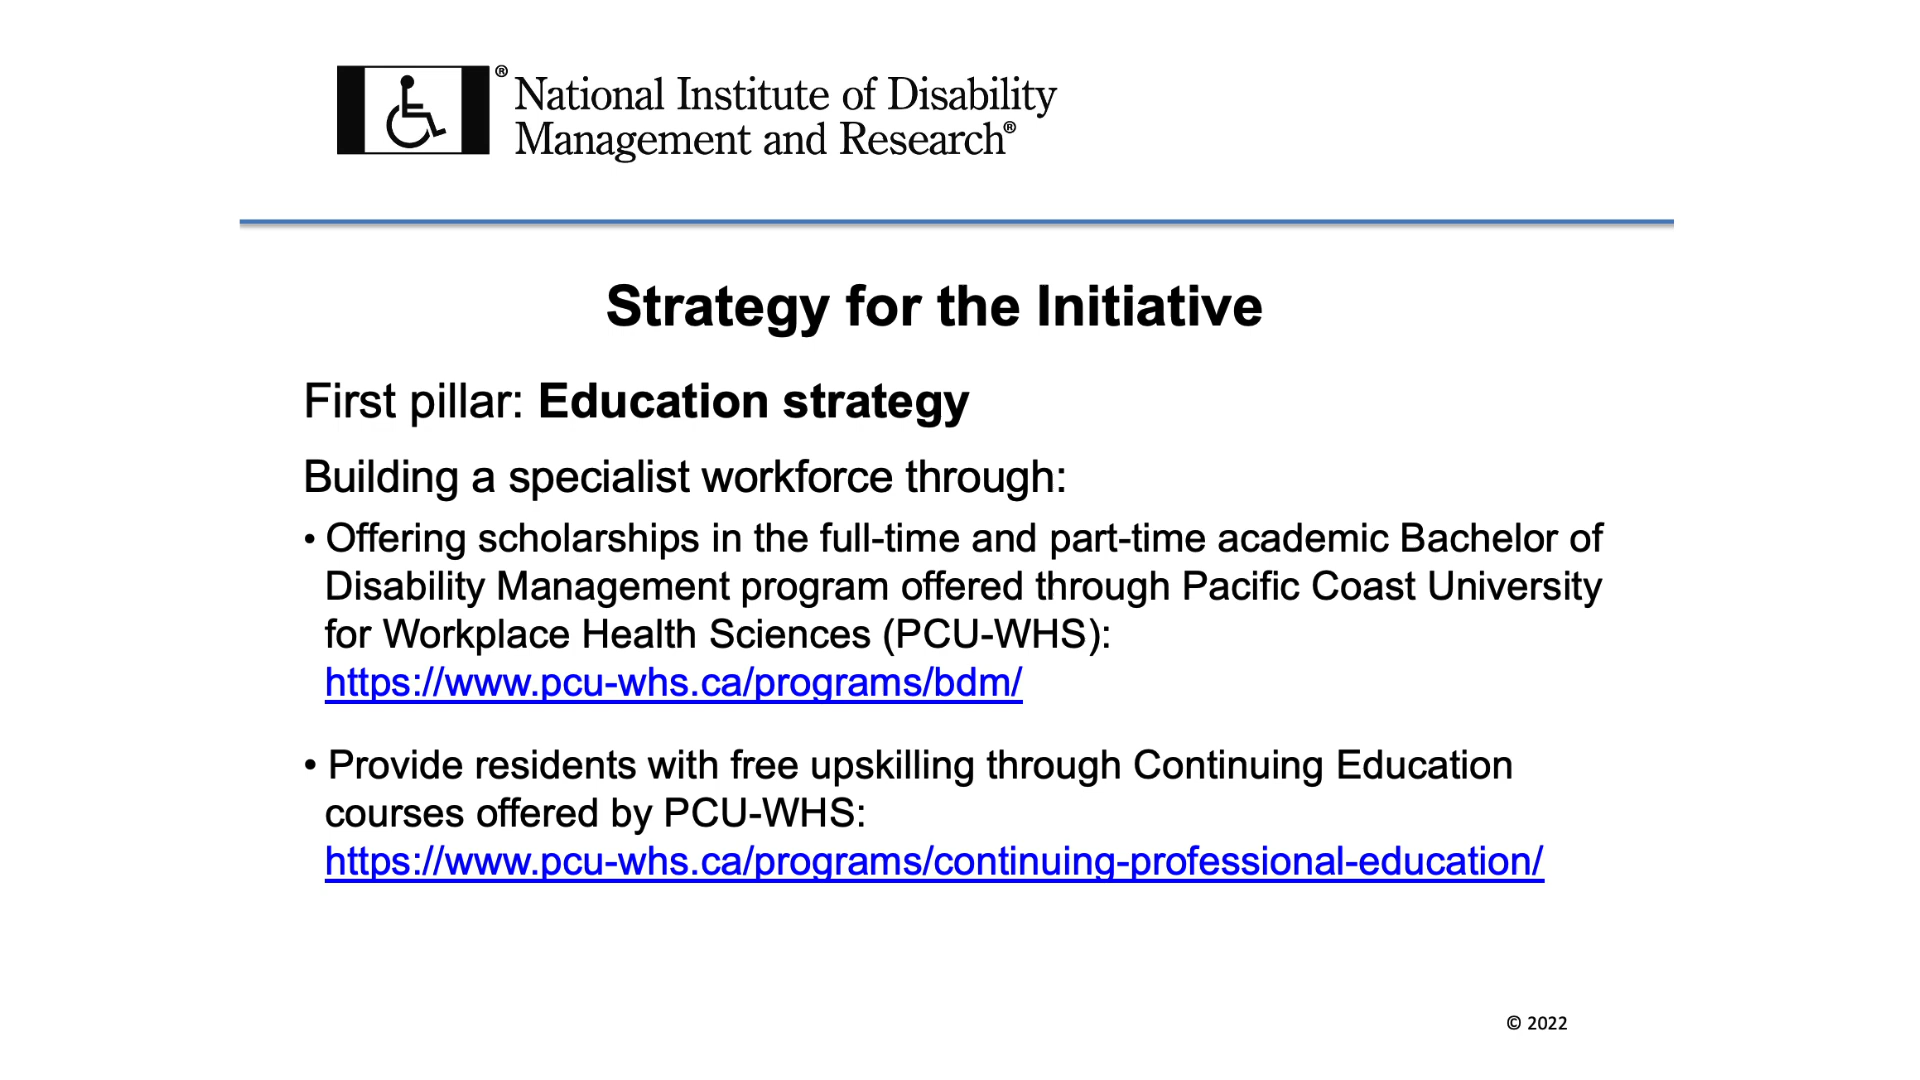 ® National Institute of Disability
Management and Research®
Strategy for the Initiative
First pillar: Education strategy
Building a specialist workforce through:
• Offering scholarships in the full-time and part-time academic Bachelor of
Disability Management program offered through Pacific Coast University
for Workplace Health Sciences (PCU-WHS):
https://www.pcu-whs.ca/programs/bdm/
• Provide residents with free upskilling through Continuing Education
courses offered by PCU-WHS:
https://www.pcu-whs.ca/programs/continuing-professional-education/
© 2022